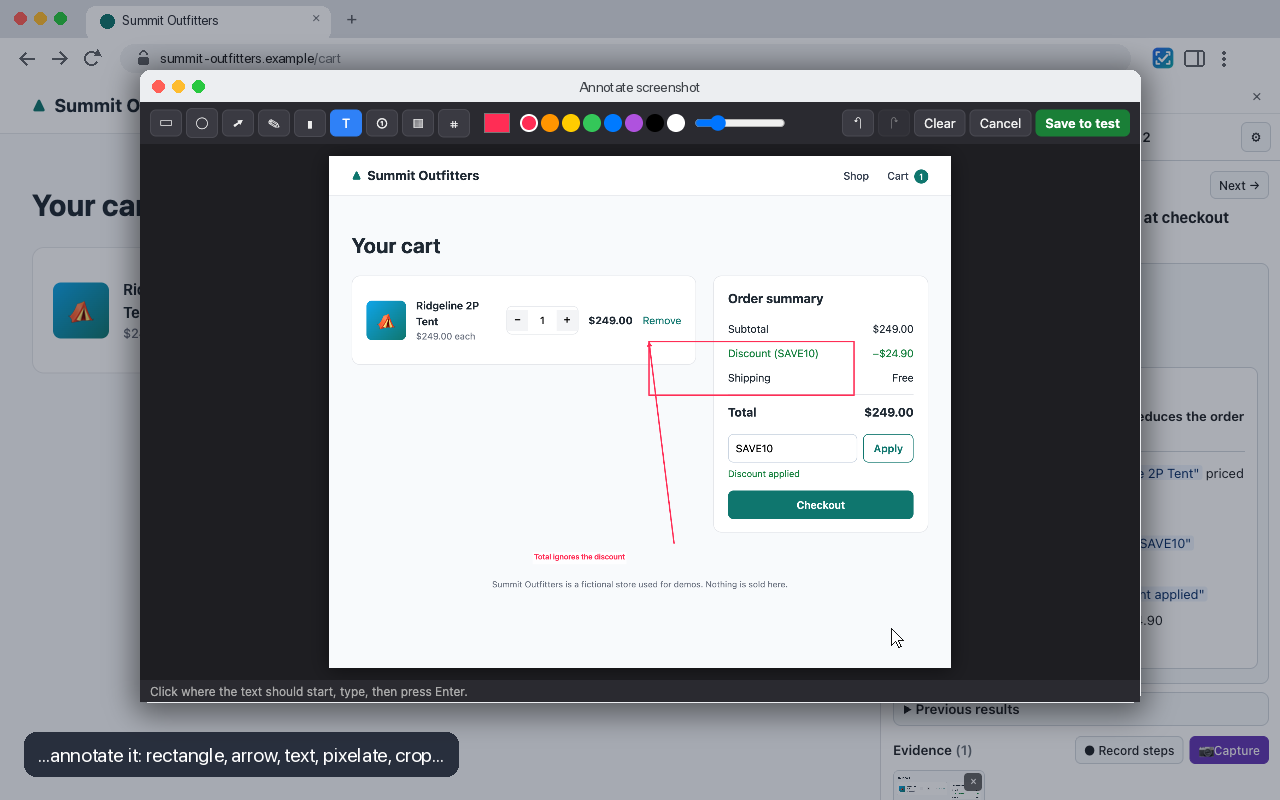 Summit Outfitters
summit-outfitters.example/cart
Annotate screenshot
T
Clear
Cancel
Save to test
Summit O
2
Summit Outfitters
Shop
Cart 1
Next →
Your car
at checkout
Your cart
Order summary
Ridgeline 2P
Tent
$249.00 each
− 1 + $249.00 Remove
Subtotal $249.00
Discount (SAVE10) −$24.90
Shipping Free
Total $249.00
SAVE10
Apply
Discount applied
Checkout
Total ignores the discount
Summit Outfitters is a fictional store used for demos. Nothing is sold here.
Rid
Te
$2
educes the order
e 2P Tent" priced
SAVE10"
nt applied"
4.90
Click where the text should start, type, then press Enter.
Previous results
Evidence (1)
Record steps
Capture
...annotate it: rectangle, arrow, text, pixelate, crop...